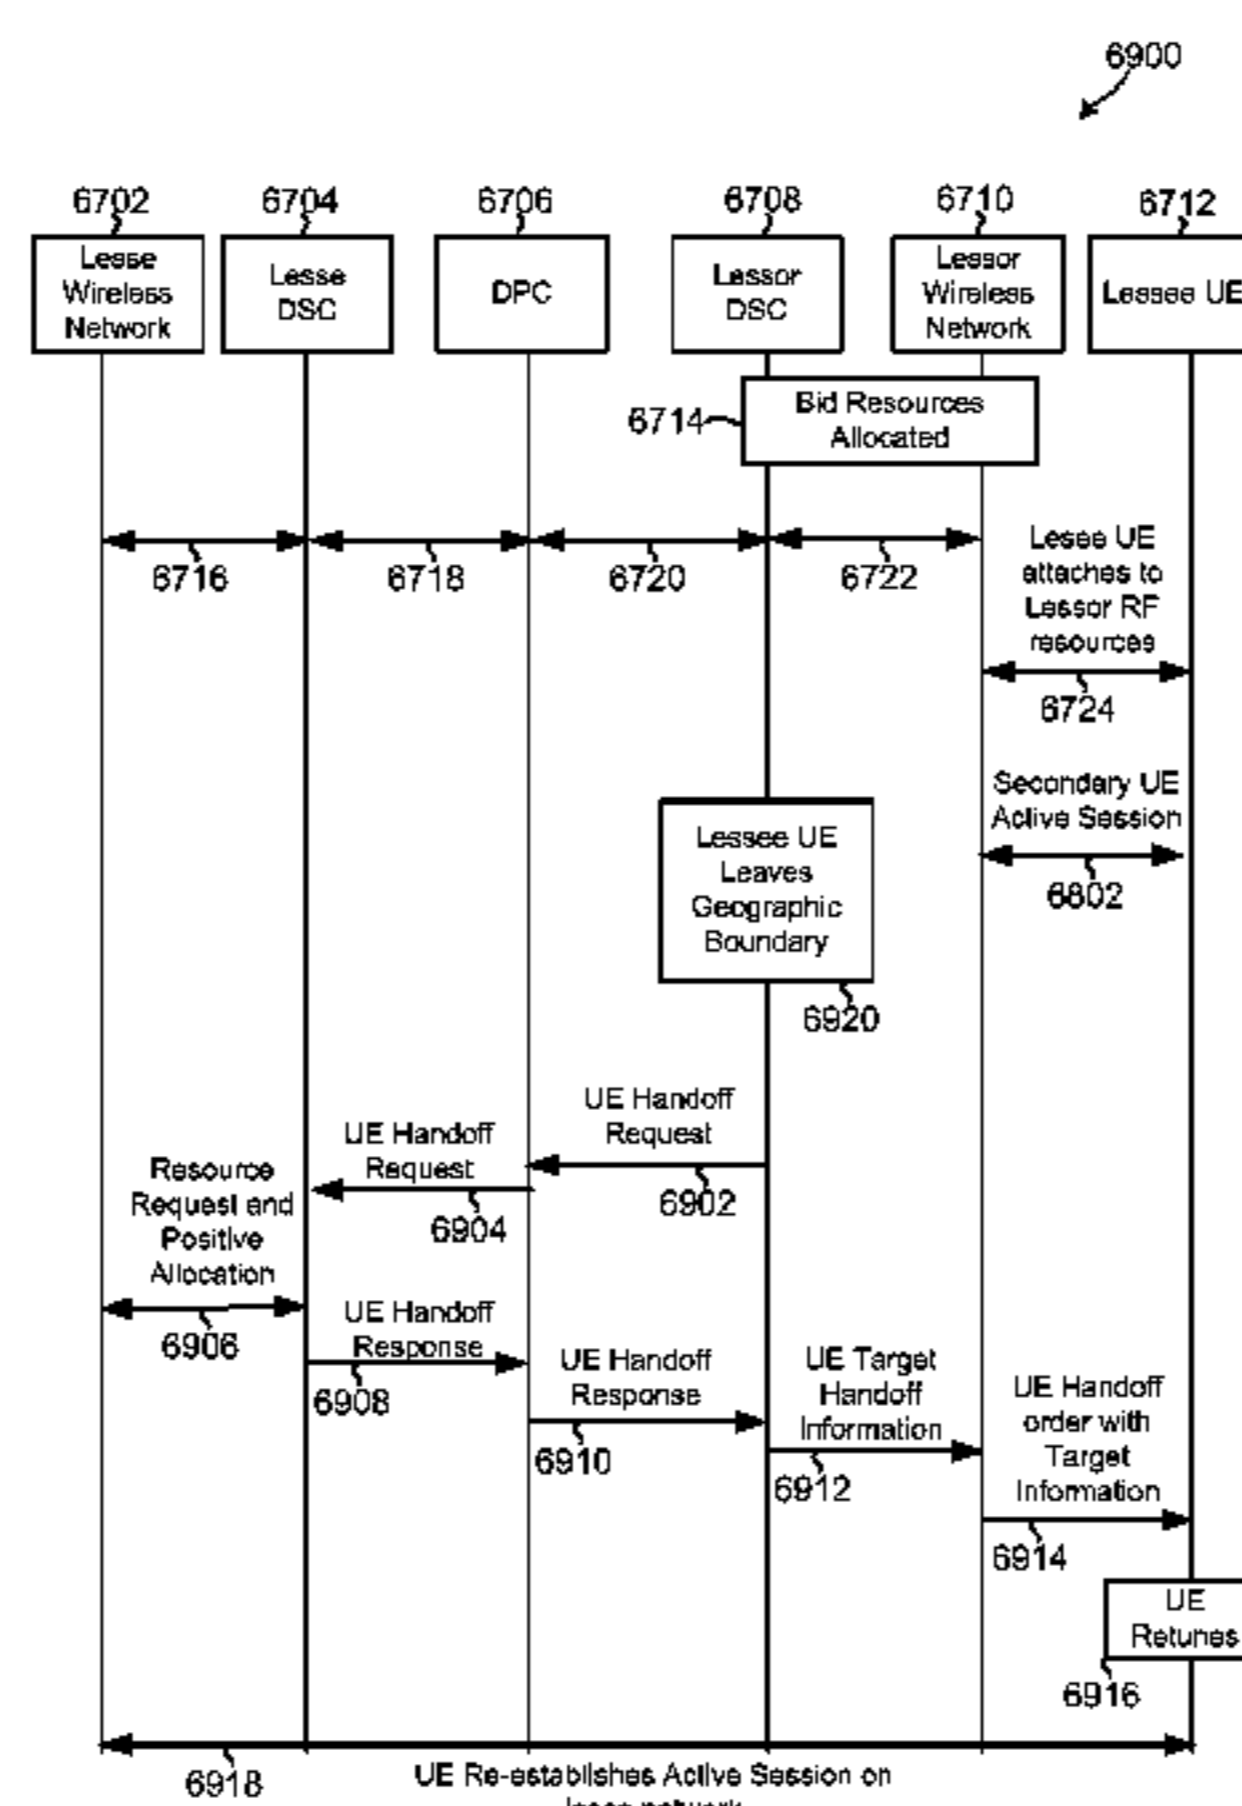 6900
6702
6704
6706
6708
6710
6712
Lesse
Wireless
Network
Lesse
DSC
DPC
Lessor
DSC
Lessor
Wireless
Network
Lessee UE
6714
Bid Resources
Allocated
6716
6718
6720
6722
Lesee UE
attaches to
Lessor RF
resources
6724
Secondary UE
Active Session
6802
Lessee UE
Leaves
Geographic
Boundary
6920
UE Handoff
Request
6902
UE Handoff
Request
6904
Resource
Request and
Positive
Allocation
6906
UE Handoff
Response
6908
UE Handoff
Response
6910
UE Target
Handoff
Information
6912
UE Handoff
order with
Target
Information
6914
UE
Retunes
6916
6918
UE Re-establishes Active Session on